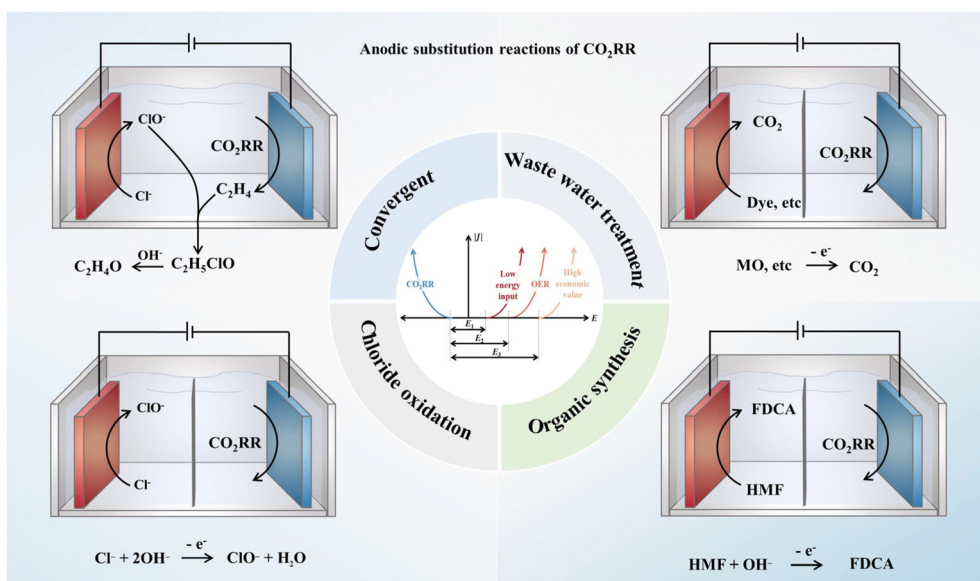 Anodic substitution reactions of CO₂RR
ClO⁻
CO₂RR
Cl⁻
C₂H₄
C₂H₄O
OH⁻
C₂H₅ClO
CO₂
CO₂RR
Dye, etc
MO, etc
- e⁻
CO₂
Convergent
Waste water treatment
Chloride oxidation
Organic synthesis
|J|
CO₂RR
Low
energy
input
OER
High
economic
value
E
E₁
E₂
E₃
ClO⁻
CO₂RR
Cl⁻
Cl⁻ + 2OH⁻
- e⁻
ClO⁻ + H₂O
FDCA
CO₂RR
HMF
HMF + OH⁻
- e⁻
FDCA